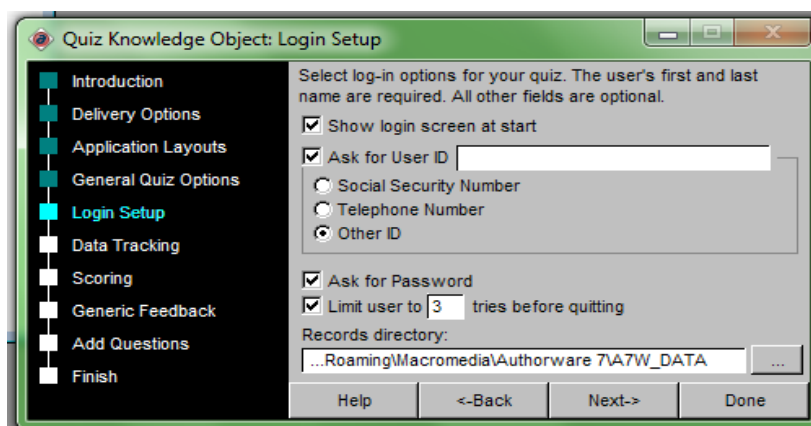 Quiz Knowledge Object: Login Setup
Introduction
Delivery Options
Application Layouts
General Quiz Options
Login Setup
Data Tracking
Scoring
Generic Feedback
Add Questions
Finish
Select log-in options for your quiz. The user's first and last
name are required. All other fields are optional.
Show login screen at start
Ask for User ID
Social Security Number
Telephone Number
Other ID
Ask for Password
Limit user to 3 tries before quitting
Records directory:
...Roaming\Macromedia\Authorware 7\A7W_DATA ...
Help <-Back Next-> Done